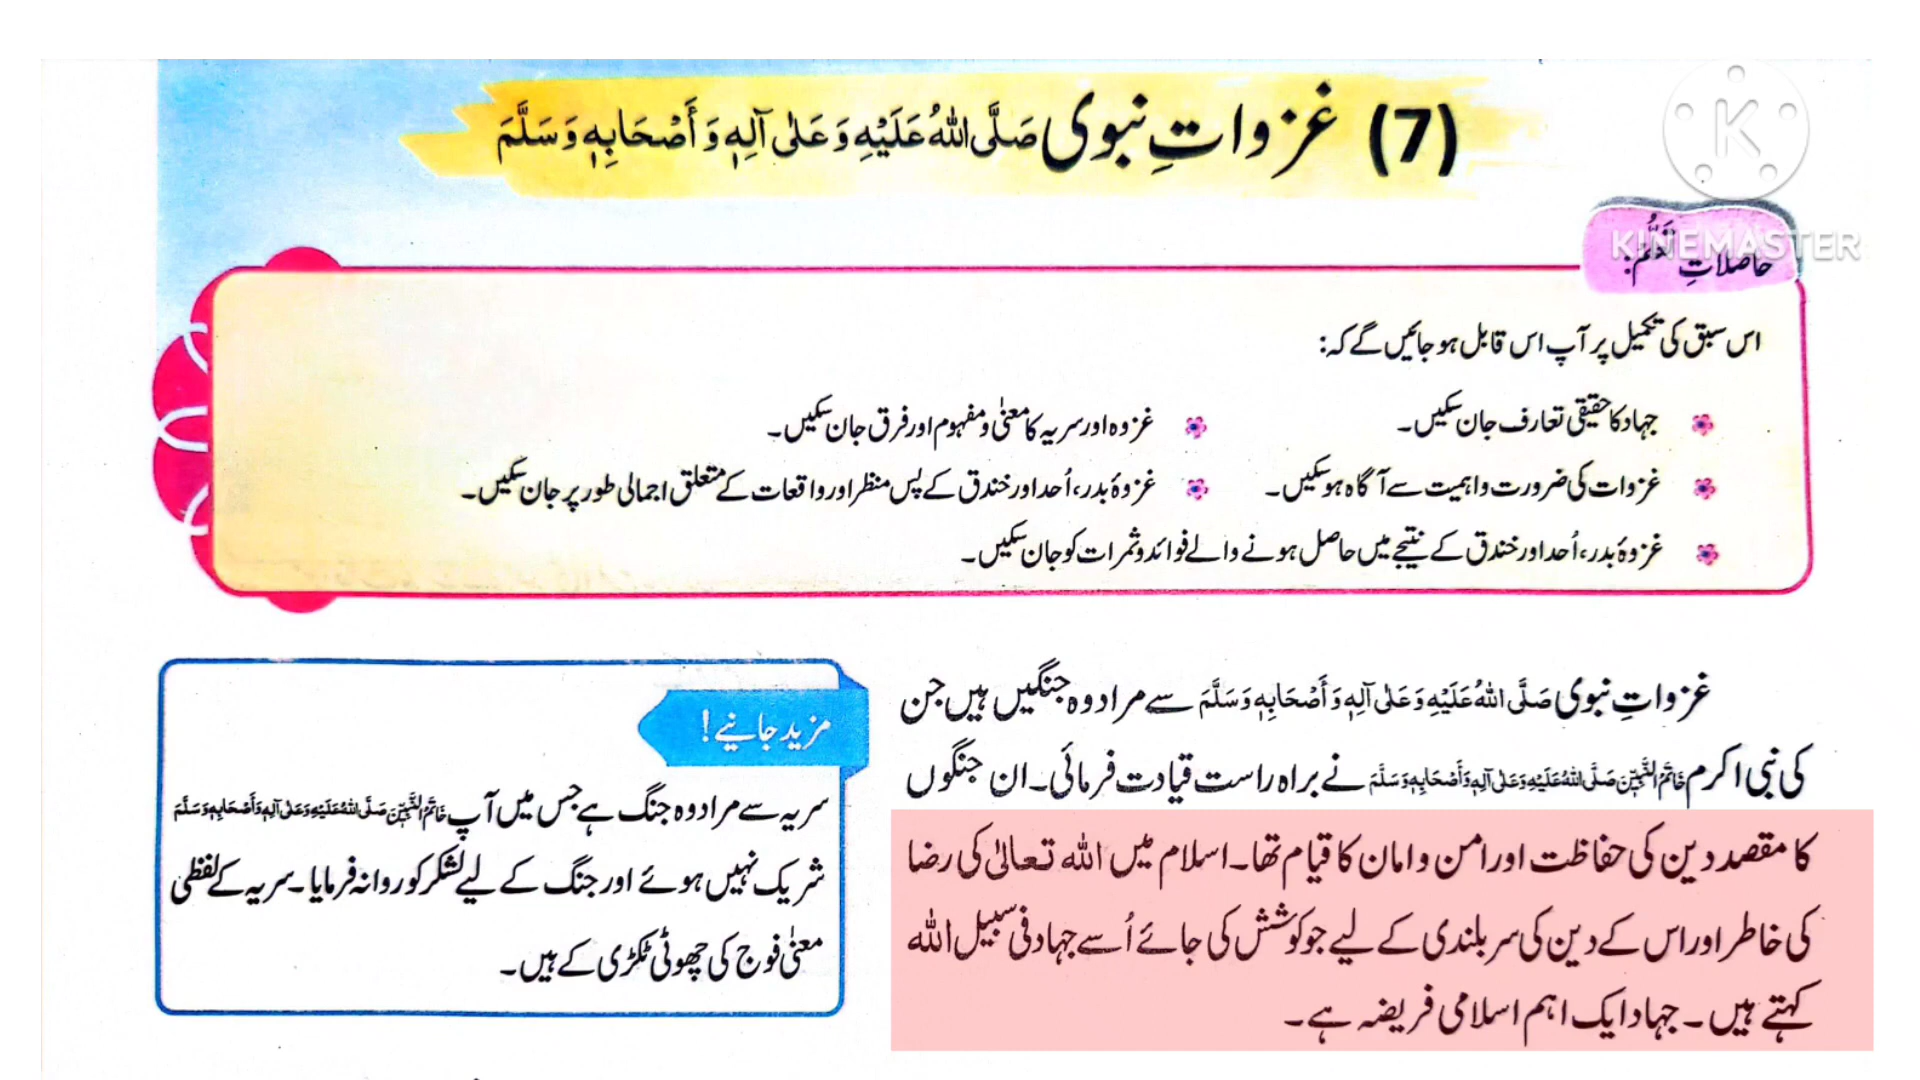 (7) غزواتِ نبوی صَلَّی اللّٰہُ عَلَیْہِ وَ عَلٰی آلِہٖ وَ أَصْحَابِہٖ وَ سَلَّمَ
K
KINEMASTER
حاصلاتِ تعلُّم:
اس سبق کی تکمیل پر آپ اس قابل ہو جائیں گے کہ:
جہاد کا حقیقی تعارف جان سکیں۔
غزوہ اور سریہ کا معنیٰ و مفہوم اور فرق جان سکیں۔
غزوات کی ضرورت و اہمیت سے آگاہ ہو سکیں۔
غزوۂ بدر، اُحد اور خندق کے پس منظر اور واقعات کے متعلق اجمالی طور پر جان سکیں۔
غزوۂ بدر، اُحد اور خندق کے نتیجے میں حاصل ہونے والے فوائد و ثمرات کو جان سکیں۔
غزواتِ نبوی صَلَّی اللّٰہُ عَلَیْہِ وَ عَلٰی آلِہٖ وَ أَصْحَابِہٖ وَ سَلَّمَ سے مراد وہ جنگیں ہیں جن
کی نبی اکرم خَاتَمُ النَّبِیّٖنَ صَلَّی اللّٰہُ عَلَیْہِ وَعَلٰی آلِہٖ وَأَصْحَابِہٖ وَسَلَّمَ نے براہ راست قیادت فرمائی۔ ان جنگوں
کا مقصد دین کی حفاظت اور امن و امان کا قیام تھا۔ اسلام میں اللہ تعالیٰ کی رضا
کی خاطر اور اس کے دین کی سربلندی کے لیے جو کوشش کی جائے اُسے جہاد فی سبیل اللہ
کہتے ہیں۔ جہاد ایک اہم اسلامی فریضہ ہے۔
مزید جانیے!
سریہ سے مراد وہ جنگ ہے جس میں آپ خَاتَمُ النَّبِیّٖنَ صَلَّی اللّٰہُ عَلَیْہِ وَعَلٰی آلِہٖ وَأَصْحَابِہٖ وَسَلَّمَ
شریک نہیں ہوئے اور جنگ کے لیے لشکر کو روانہ فرمایا۔ سریہ کے لفظی
معنیٰ فوج کی چھوٹی ٹکڑی کے ہیں۔